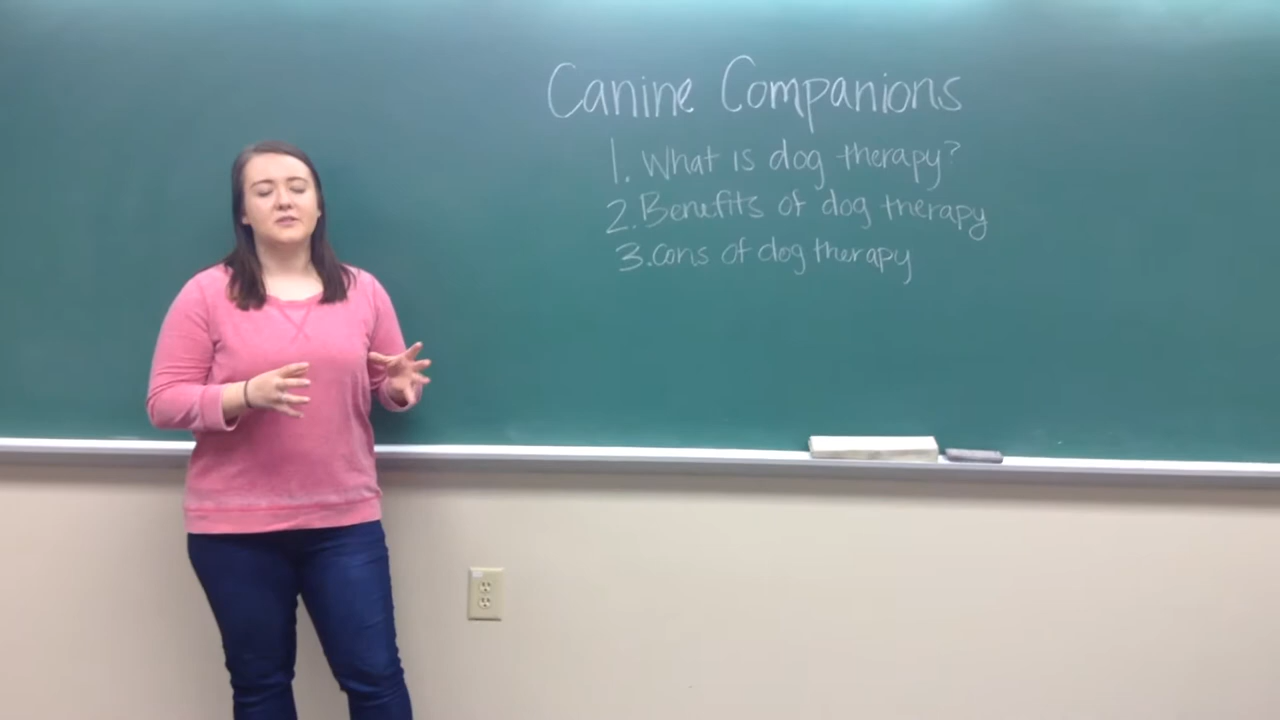 Canine Companions
1. What is dog therapy?
2. Benefits of dog therapy
3. cons of dog therapy